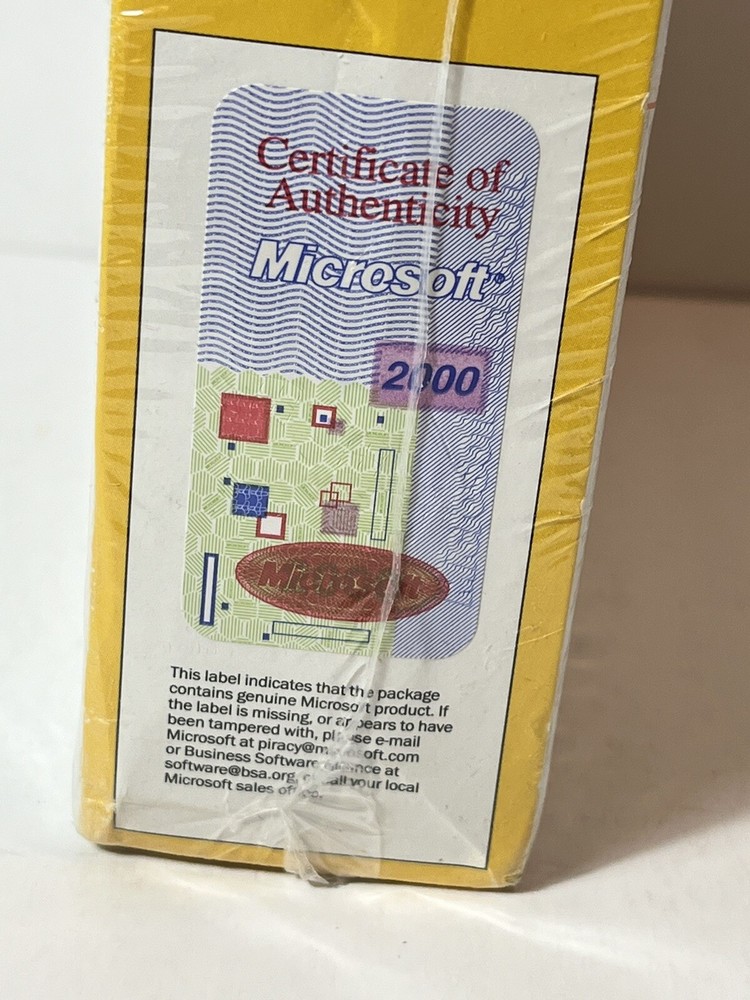 Certificate of
Authenticity
Microsoft®
2000
Microsoft
This label indicates that the package
contains genuine Microsoft product. If
the label is missing, or appears to have
been tampered with, please e-mail
Microsoft at piracy@microsoft.com
or Business Software Alliance at
software@bsa.org, or call your local
Microsoft sales office.